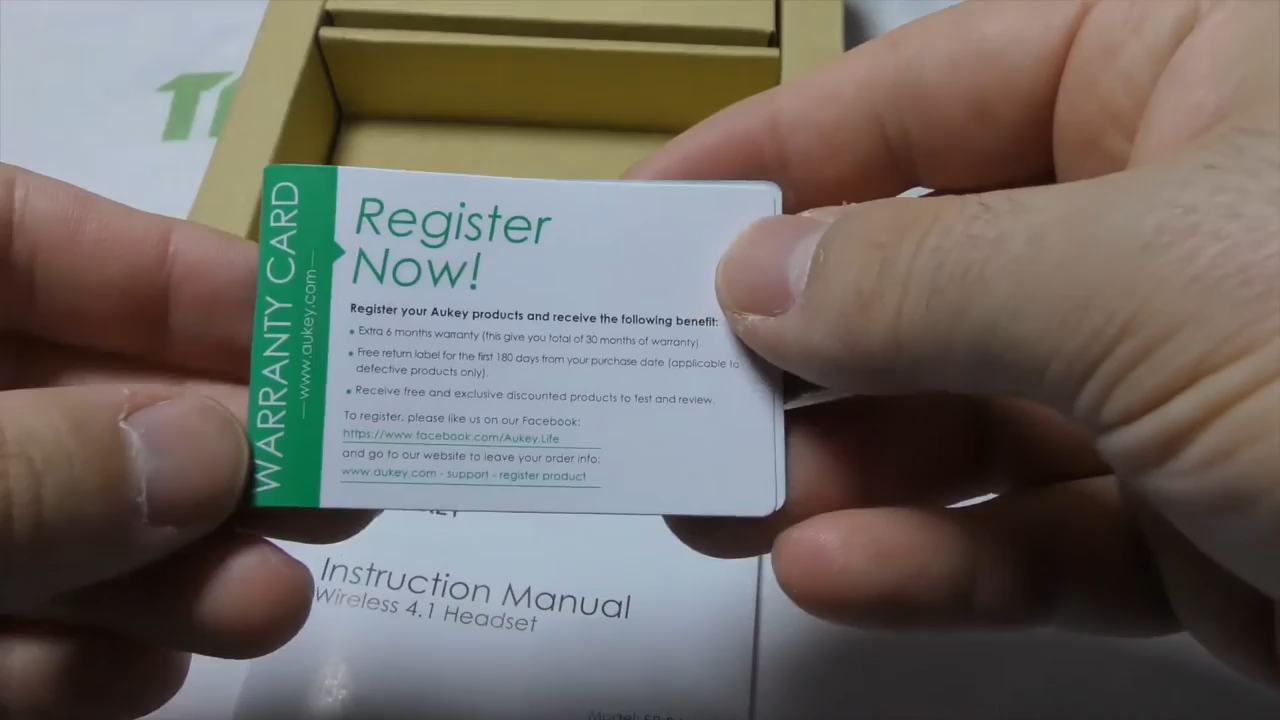 WARRANTY CARD
—www.aukey.com—
Register
Now!
Register your Aukey products and receive the following benefit:
• Extra 6 months warranty (this give you total of 30 months of warranty).
• Free return label for the first 180 days from your purchase date (applicable to
defective products only).
• Receive free and exclusive discounted products to test and review.
To register, please like us on our Facebook:
https://www.facebook.com/Aukey.Life
and go to our website to leave your order info:
www.aukey.com - support - register product
Instruction Manual
Wireless 4.1 Headset